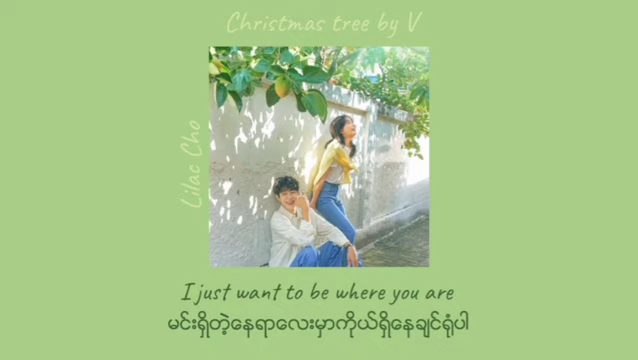 Christmas tree by V
Lilac Cho
I just want to be where you are
မင်းရှိတဲ့နေရာလေးမှာကိုယ်ရှိနေချင်ရုံပါ